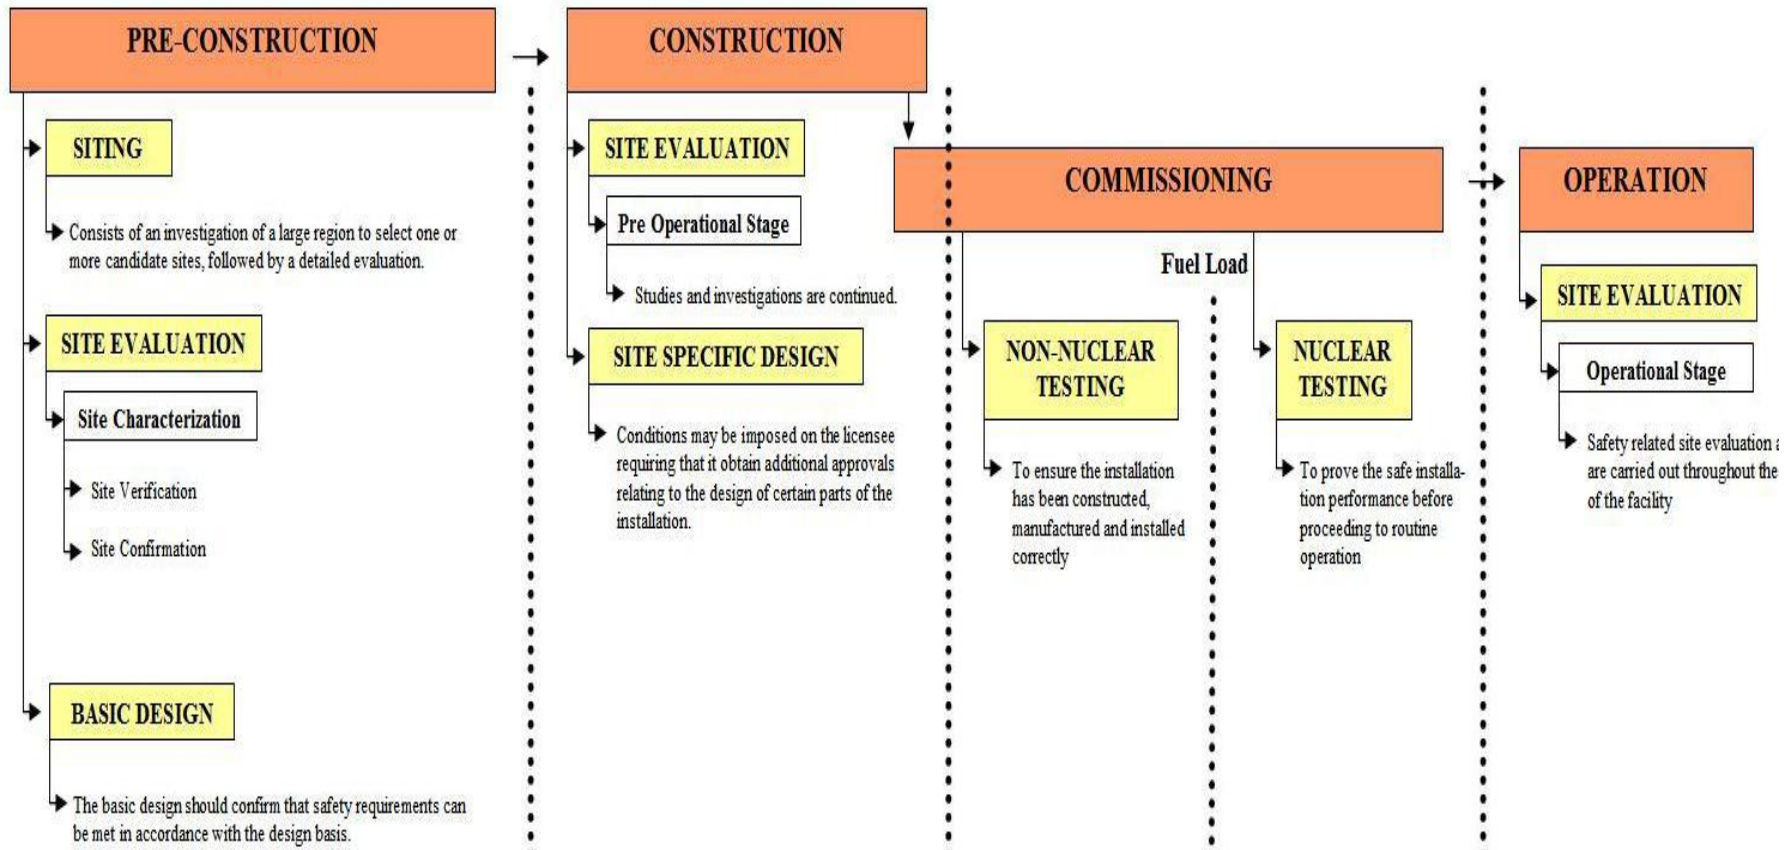 PRE-CONSTRUCTION
SITING
Consists of an investigation of a large region to select one or
more candidate sites, followed by a detailed evaluation.
SITE EVALUATION
Site Characterization
Site Verification
Site Confirmation
BASIC DESIGN
The basic design should confirm that safety requirements can
be met in accordance with the design basis.
CONSTRUCTION
SITE EVALUATION
Pre Operational Stage
Studies and investigations are continued.
SITE SPECIFIC DESIGN
Conditions may be imposed on the licensee
requiring that it obtain additional approvals
relating to the design of certain parts of the
installation.
COMMISSIONING
Fuel Load
NON-NUCLEAR
TESTING
To ensure the installation
has been constructed,
manufactured and installed
correctly
NUCLEAR
TESTING
To prove the safe installa-
tion performance before
proceeding to routine
operation
OPERATION
SITE EVALUATION
Operational Stage
Safety related site evaluation
are carried out throughout the
of the facility